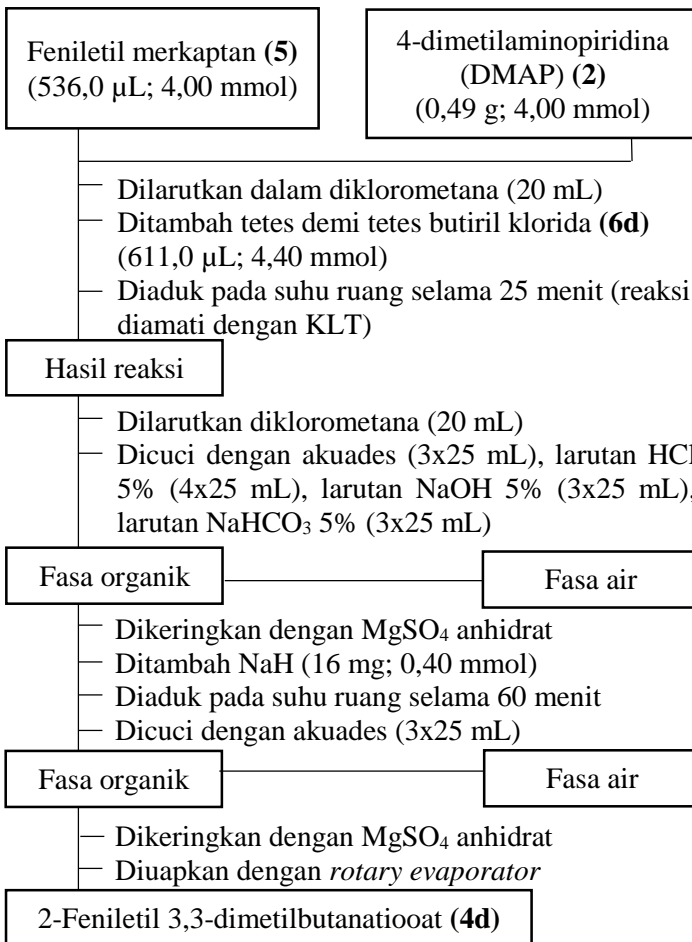 Feniletil merkaptan (5)
(536,0 µL; 4,00 mmol)
4-dimetilaminopiridina
(DMAP) (2)
(0,49 g; 4,00 mmol)
Dilarutkan dalam diklorometana (20 mL)
Ditambah tetes demi tetes butiril klorida (6d)
(611,0 µL; 4,40 mmol)
Diaduk pada suhu ruang selama 25 menit (reaksi
diamati dengan KLT)
Hasil reaksi
Dilarutkan diklorometana (20 mL)
Dicuci dengan akuades (3x25 mL), larutan HCl
5% (4x25 mL), larutan NaOH 5% (3x25 mL),
larutan NaHCO₃ 5% (3x25 mL)
Fasa organik
Fasa air
Dikeringkan dengan MgSO₄ anhidrat
Ditambah NaH (16 mg; 0,40 mmol)
Diaduk pada suhu ruang selama 60 menit
Dicuci dengan akuades (3x25 mL)
Fasa organik
Fasa air
Dikeringkan dengan MgSO₄ anhidrat
Diuapkan dengan rotary evaporator
2-Feniletil 3,3-dimetilbutanatiooat (4d)